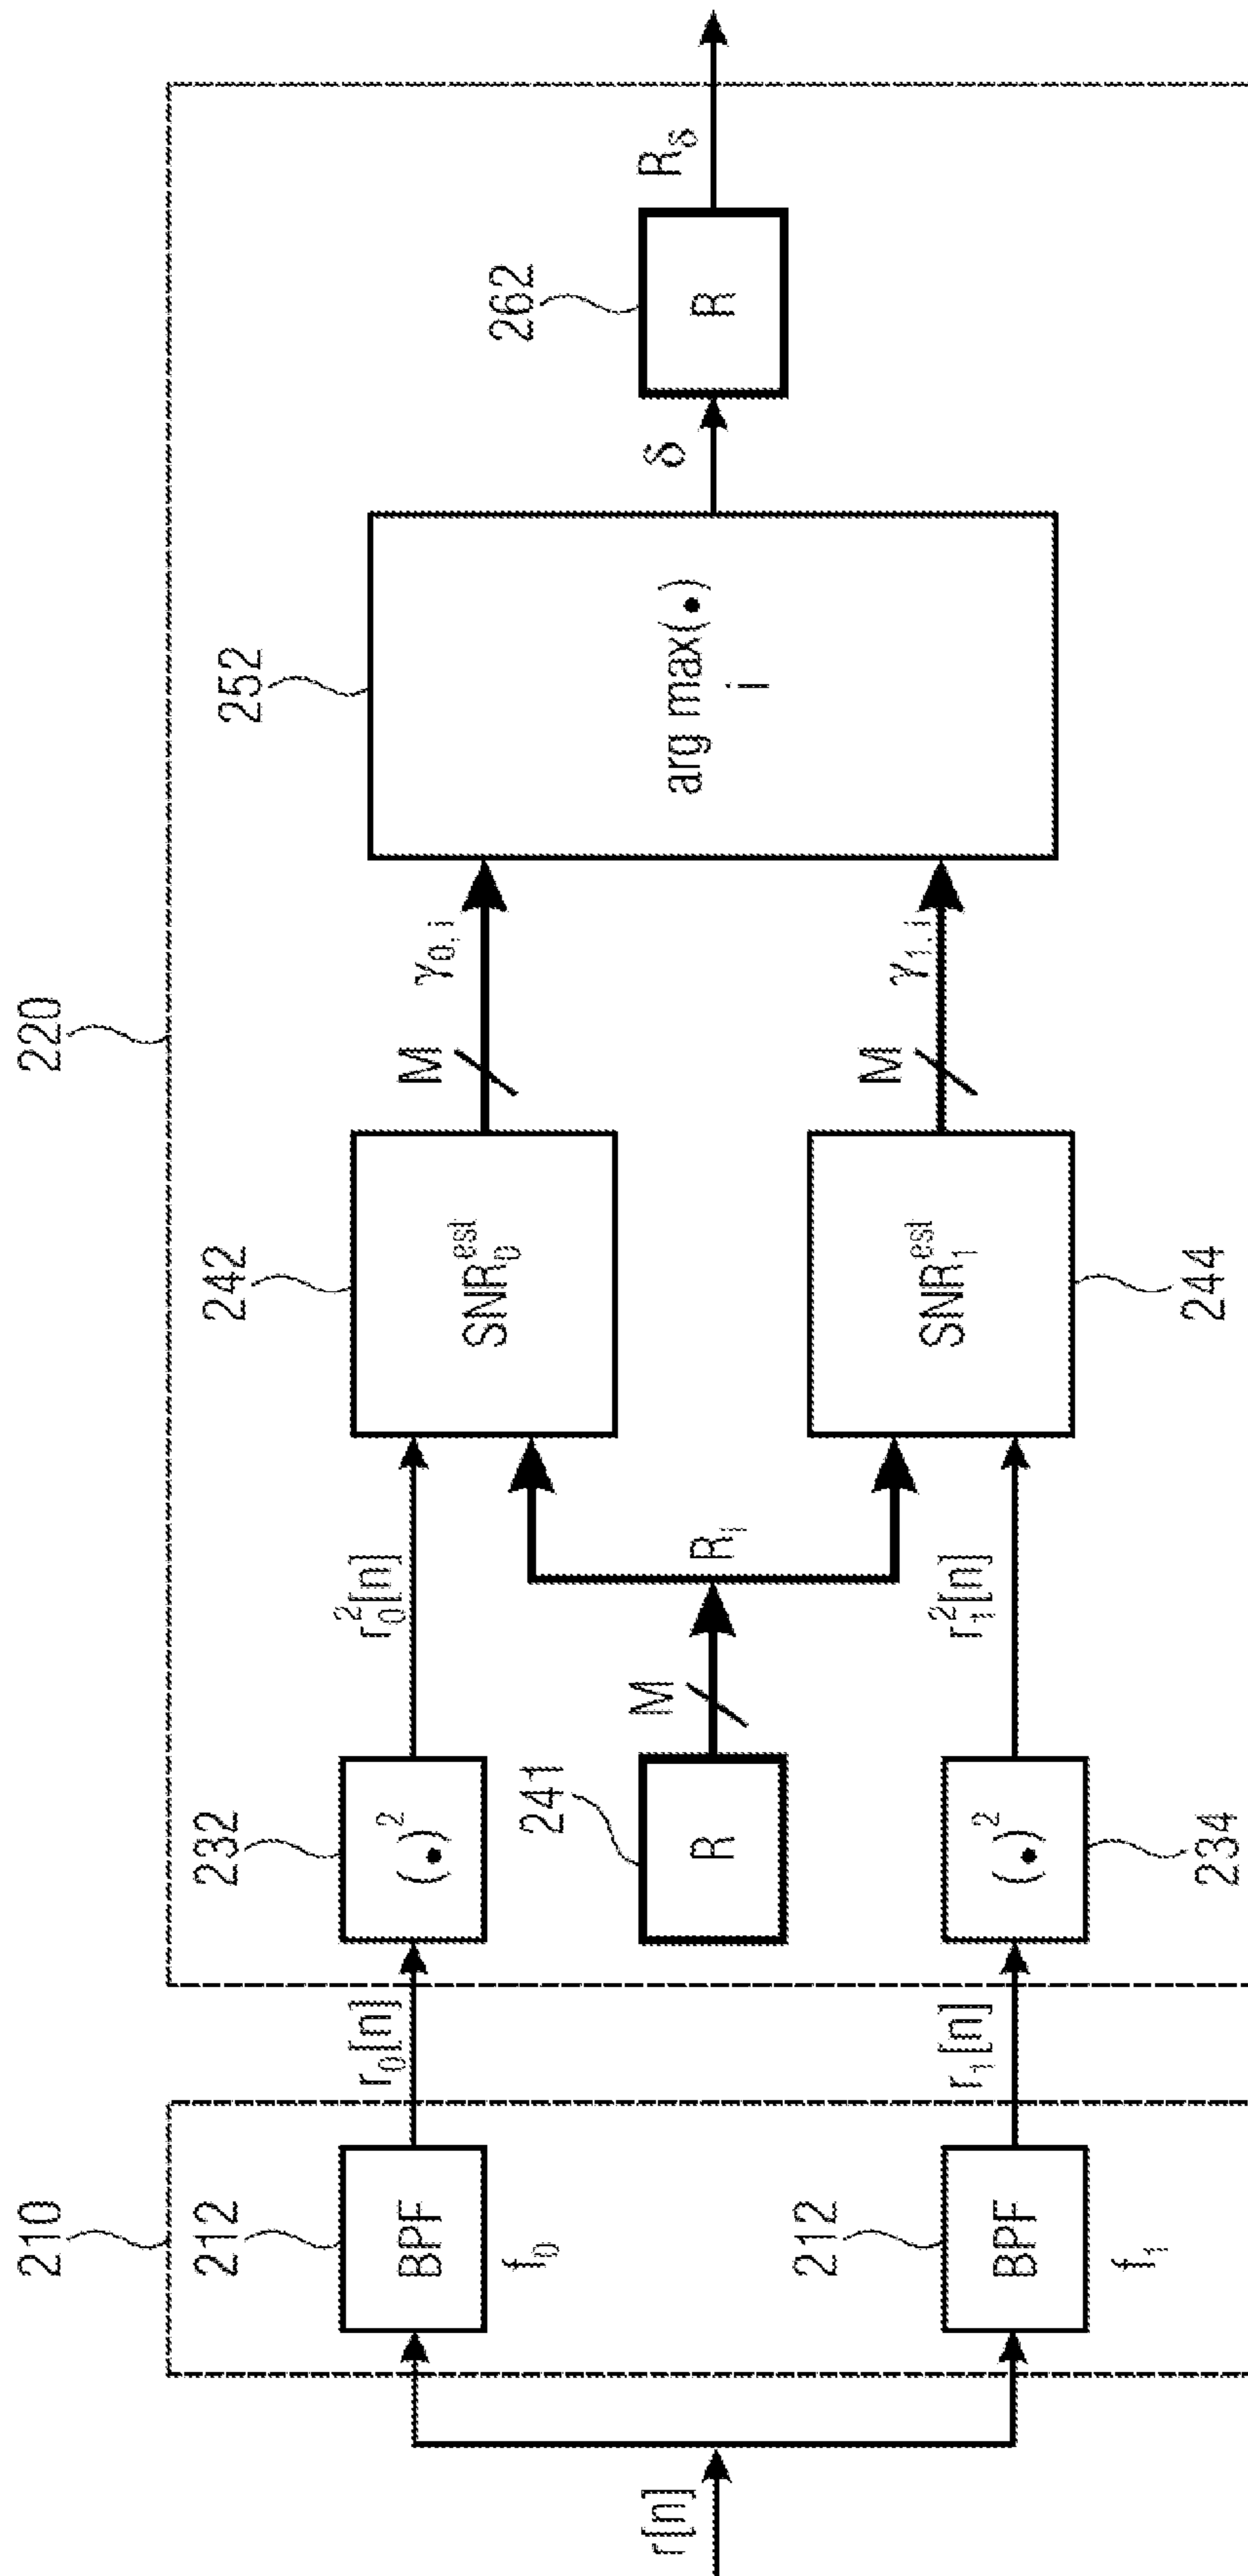 r[n]
210
212
BPF
f₀
212
BPF
f₁
r₀[n]
r₁[n]
220
232
(•)²
241
R
234
(•)²
r₀²[n]
M
Rᵢ
r₁²[n]
242
SNR₀ᵉˢᵗ
244
SNR₁ᵉˢᵗ
M
γ₀,ᵢ
M
γ₁,ᵢ
252
arg max(•)
i
δ
262
R
R_δ